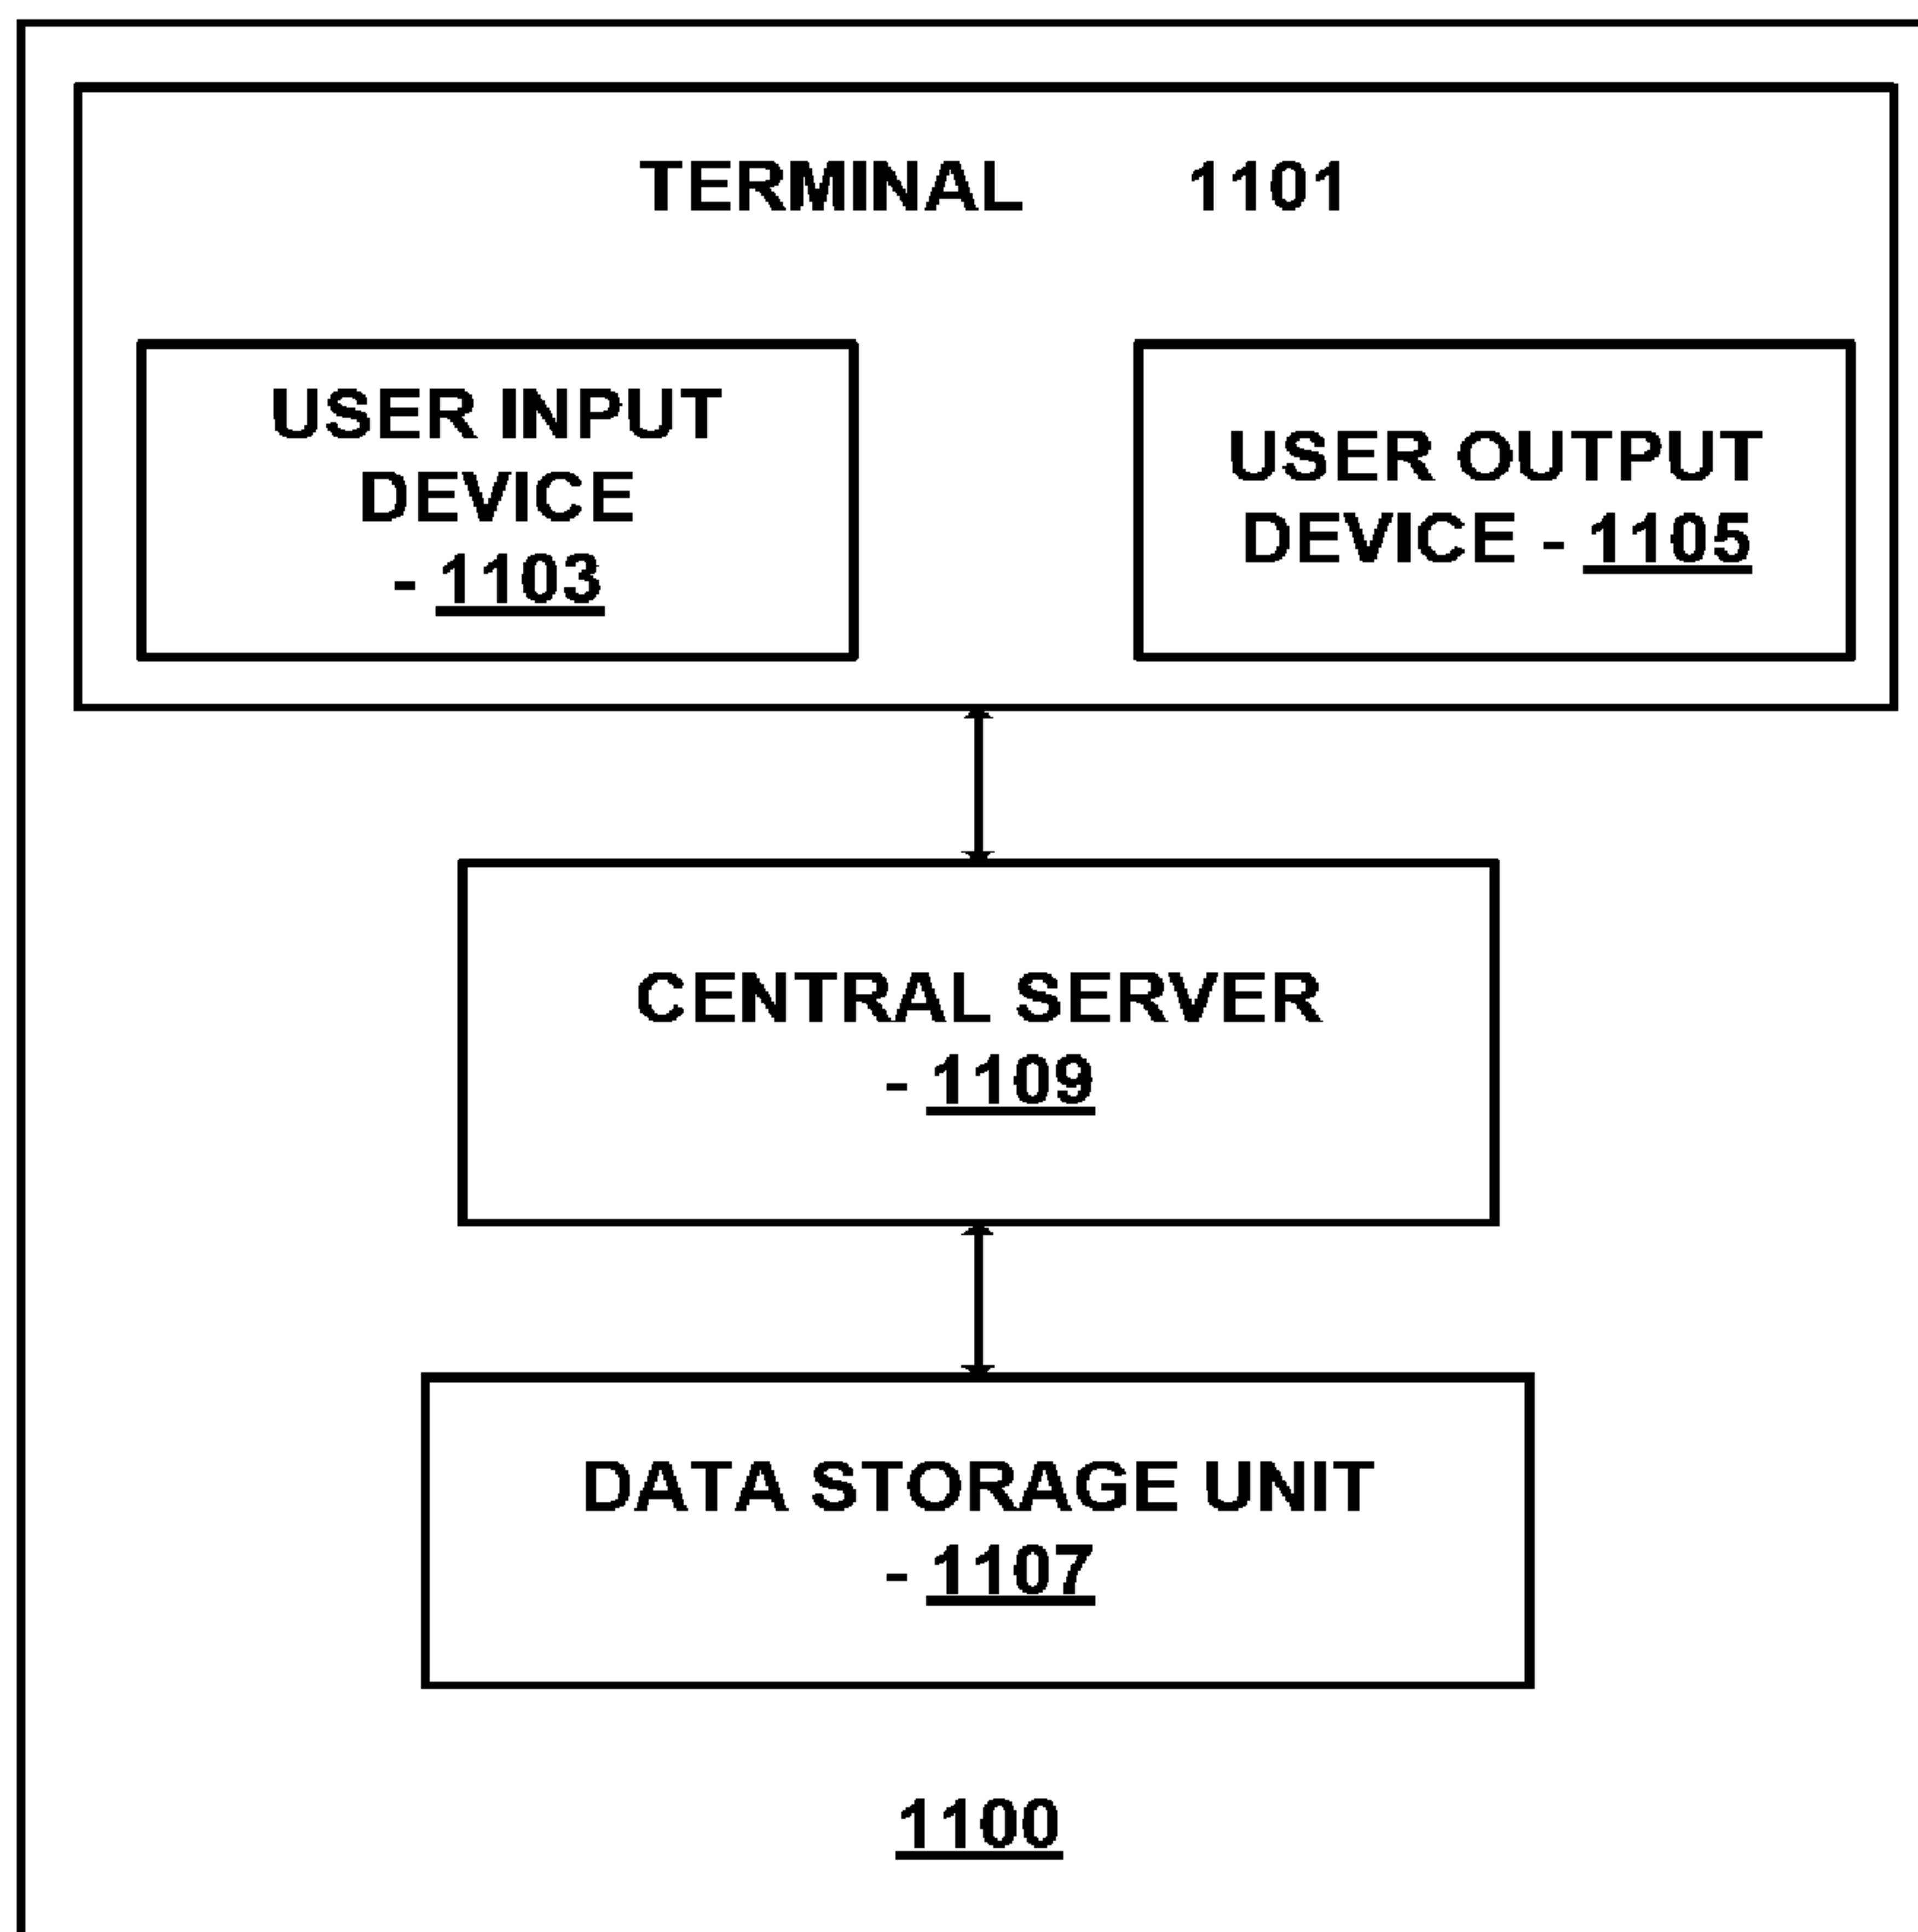 TERMINAL 1101
USER INPUT
DEVICE
- 1103
USER OUTPUT
DEVICE - 1105
CENTRAL SERVER
- 1109
DATA STORAGE UNIT
- 1107
1100